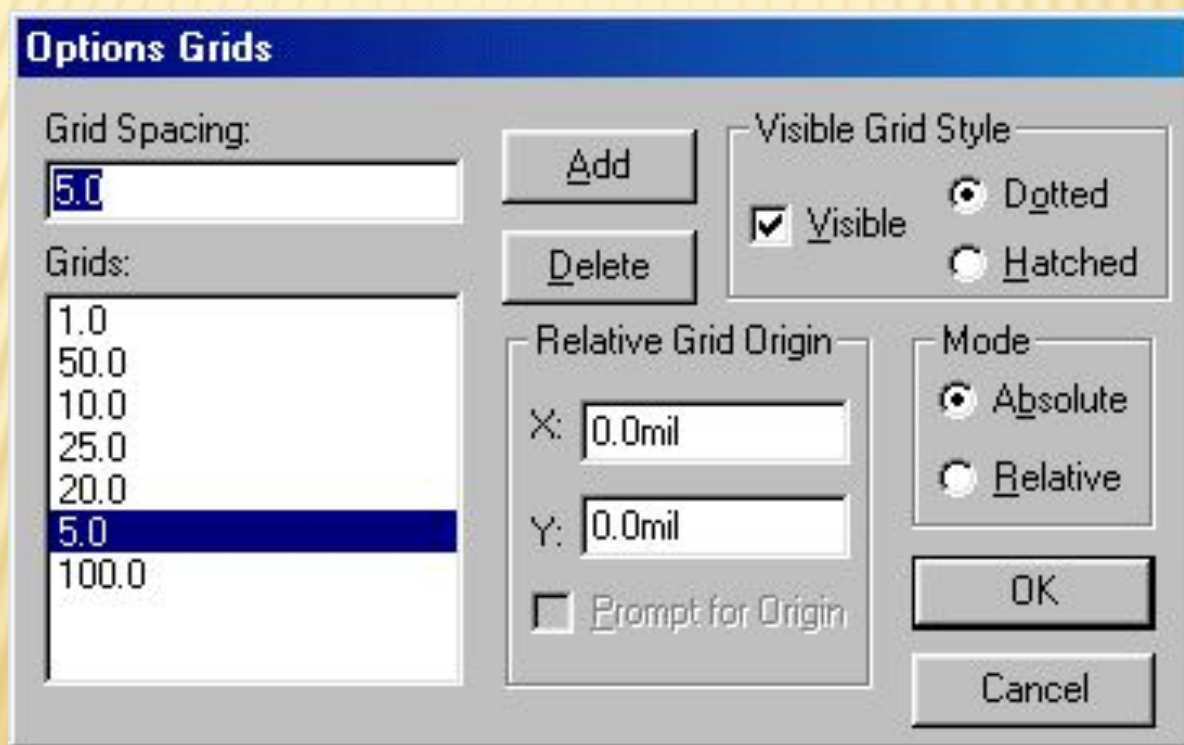 Options Grids
Grid Spacing:
5.0
Grids:
1.0
50.0
10.0
25.0
20.0
5.0
100.0
Add
Delete
Visible Grid Style
Visible
Dotted
Hatched
Relative Grid Origin
X: 0.0mil
Y: 0.0mil
Prompt for Origin
Mode
Absolute
Relative
OK
Cancel